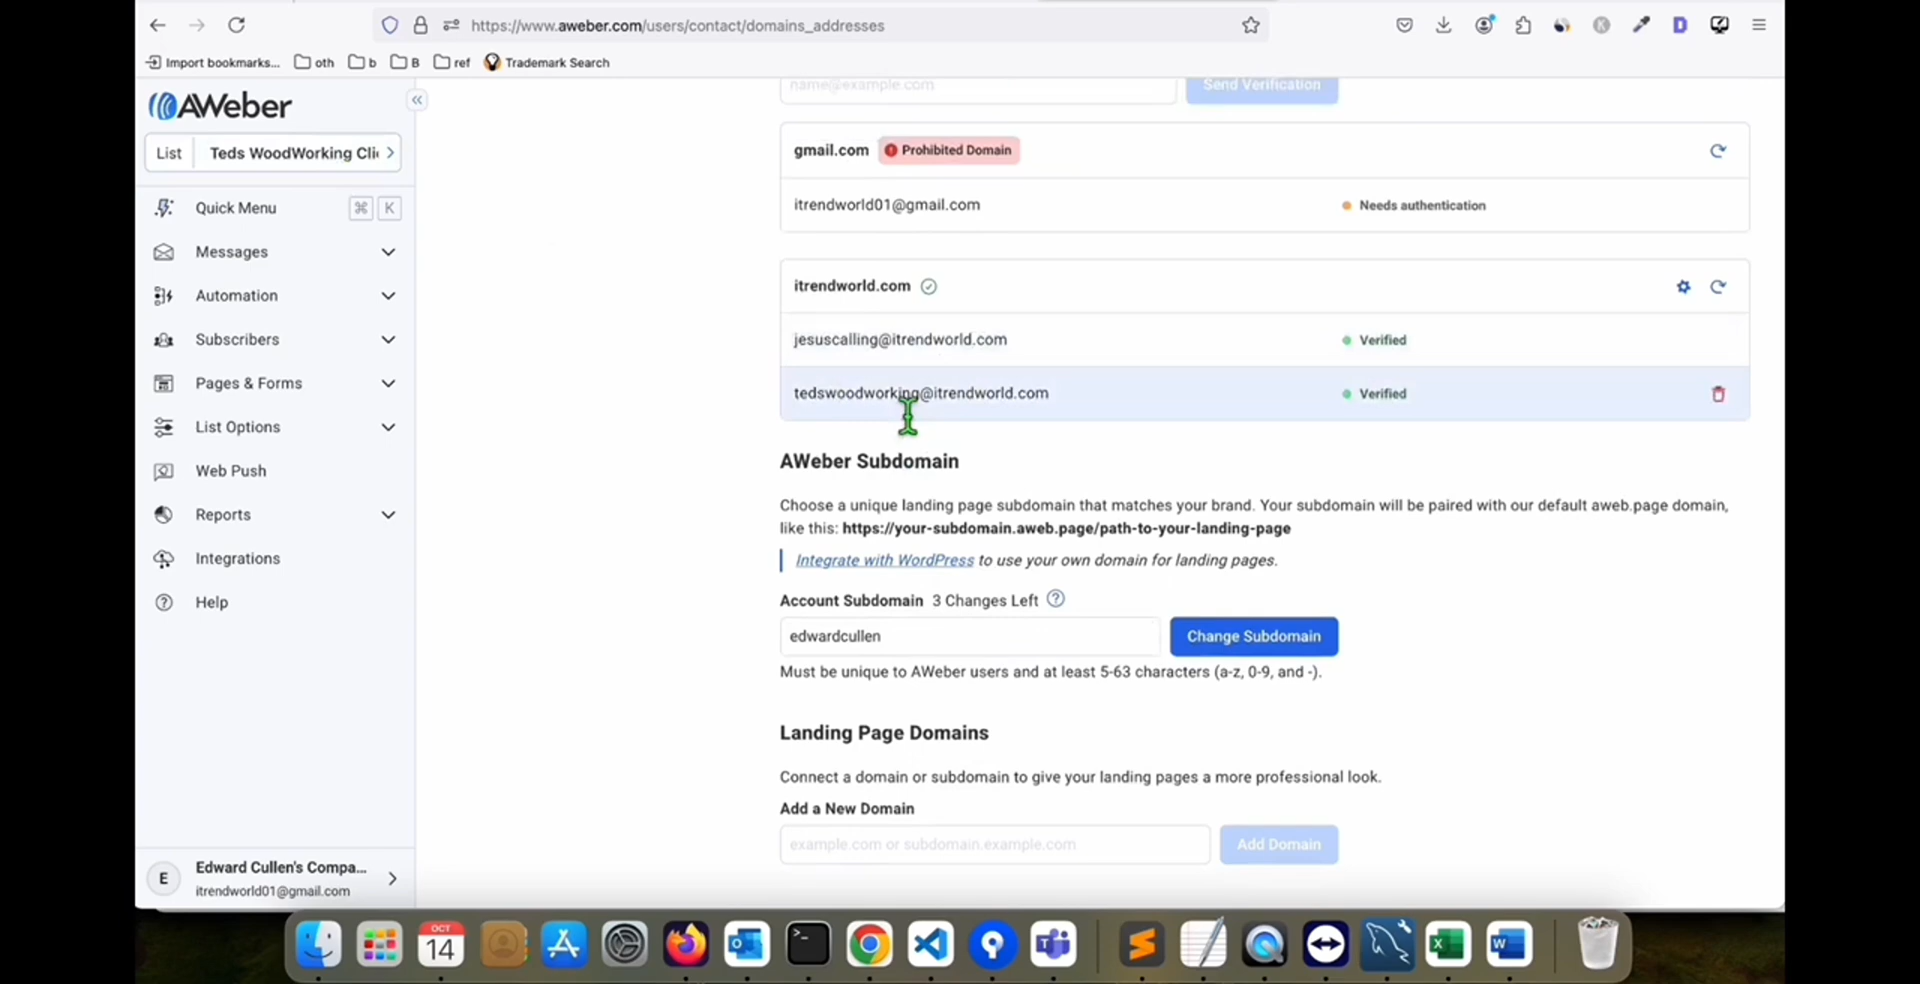 https://www.aweber.com/users/contact/domains_addresses
Import bookmarks...
oth
b
B
ref
Trademark Search
AWeber
List
Teds WoodWorking Cli
Quick Menu
⌘
K
Messages
Automation
Subscribers
Pages & Forms
List Options
Web Push
Reports
Integrations
Help
E
Edward Cullen's Compa...
itrendworld01@gmail.com
name@example.com
Send Verification
gmail.com
Prohibited Domain
itrendworld01@gmail.com
Needs authentication
itrendworld.com
jesuscalling@itrendworld.com
Verified
tedswoodworking@itrendworld.com
Verified
AWeber Subdomain
Choose a unique landing page subdomain that matches your brand. Your subdomain will be paired with our default aweb.page domain,
like this: https://your-subdomain.aweb.page/path-to-your-landing-page
Integrate with WordPress to use your own domain for landing pages.
Account Subdomain 3 Changes Left
edwardcullen
Change Subdomain
Must be unique to AWeber users and at least 5-63 characters (a-z, 0-9, and -).
Landing Page Domains
Connect a domain or subdomain to give your landing pages a more professional look.
Add a New Domain
example.com or subdomain.example.com
Add Domain
OCT
14